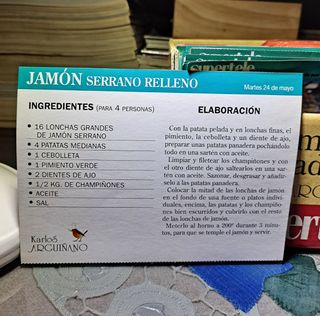 JAMÓN SERRANO RELLENO
Martes 24 de mayo
INGREDIENTES (PARA 4 PERSONAS)
• 16 LONCHAS GRANDES
DE JAMÓN SERRANO
• 4 PATATAS MEDIANAS
• 1 CEBOLLETA
• 1 PIMIENTO VERDE
• 2 DIENTES DE AJO
• 1/2 KG. DE CHAMPIÑONES
• ACEITE
• SAL
Karlos
ARGUIÑANO
ELABORACIÓN
Con la patata pelada y en lonchas finas, el
pimiento, la cebolleta y un diente de ajo,
preparar unas patatas panadera pochándolo
todo en una sartén con aceite.
Limpiar y filetear los champiñones y con
el otro diente de ajo saltearlos en una sar-
tén. Sazonar, desgrasar y añadir-
selo a las patatas panadera.
Colocar la mitad de las lonchas de jamón
en el fondo de una fuente o platos indivi-
duales, encima, las patatas y los champiño-
nes bien escurridos y cubrirlo con el resto
de las lonchas de jamón.
Meterlo al horno a 200° durante 3 minu-
tos, para que se temple el jamón y servir.
supertele